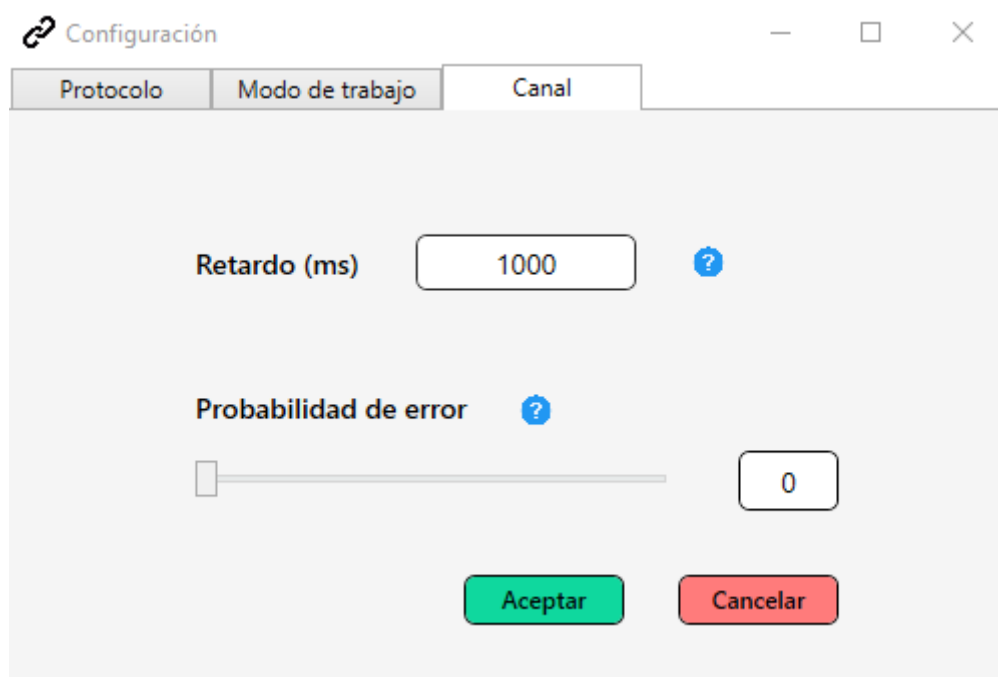 Configuración
Protocolo Modo de trabajo Canal
Retardo (ms) 1000 ?
Probabilidad de error ?
0
Aceptar Cancelar